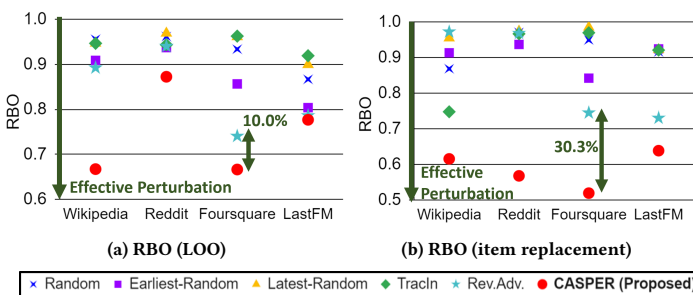 1.0
0.9
0.8
0.7
0.6
RBO
10.0%
Effective Perturbation
Wikipedia Reddit Foursquare LastFM
(a) RBO (LOO)
1.0
0.9
0.8
0.7
0.6
0.5
RBO
30.3%
Effective
Perturbation
Wikipedia Reddit Foursquare LastFM
(b) RBO (item replacement)
Random Earliest-Random Latest-Random TracIn Rev.Adv. CASPER (Proposed)